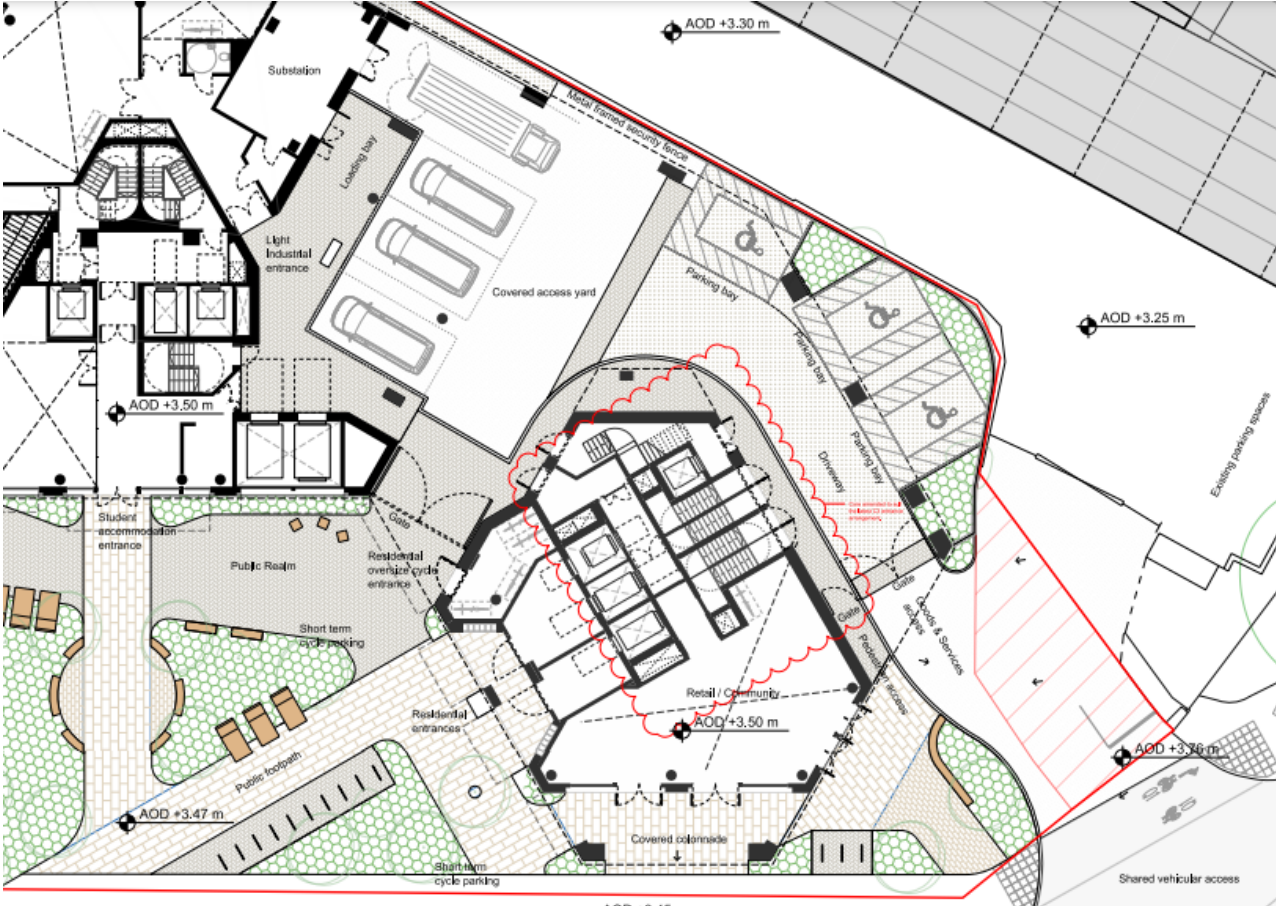 AOD +3.30 m
Substation
Metal framed security fence
Loading bay
Light
Industrial
entrance
Covered access yard
Parking bay
AOD +3.25 m
Parking bay
AOD +3.50 m
Existing parking spaces
Parking bay
Driveway
Student
accommodation
entrance
Gate
Public Realm
Residential
oversize cycle
entrance
Gate
Gate
Goods & Services
access
Short term
cycle parking
Pedestrian access
Retail / Community
AOD +3.50 m
Residential
entrances
AOD +3.76 m
Public footpath
AOD +3.47 m
Covered colonnade
Short term
cycle parking
Shared vehicular access